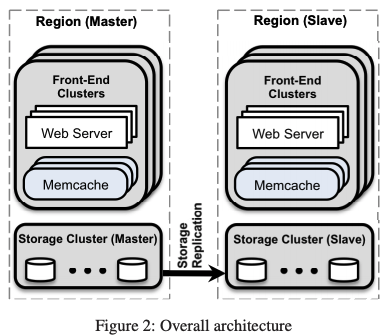 Region (Master)
Front-End
Clusters
Web Server
Memcache
Storage Cluster (Master)
Storage
Replication
Region (Slave)
Front-End
Clusters
Web Server
Memcache
Storage Cluster (Slave)
Figure 2: Overall architecture